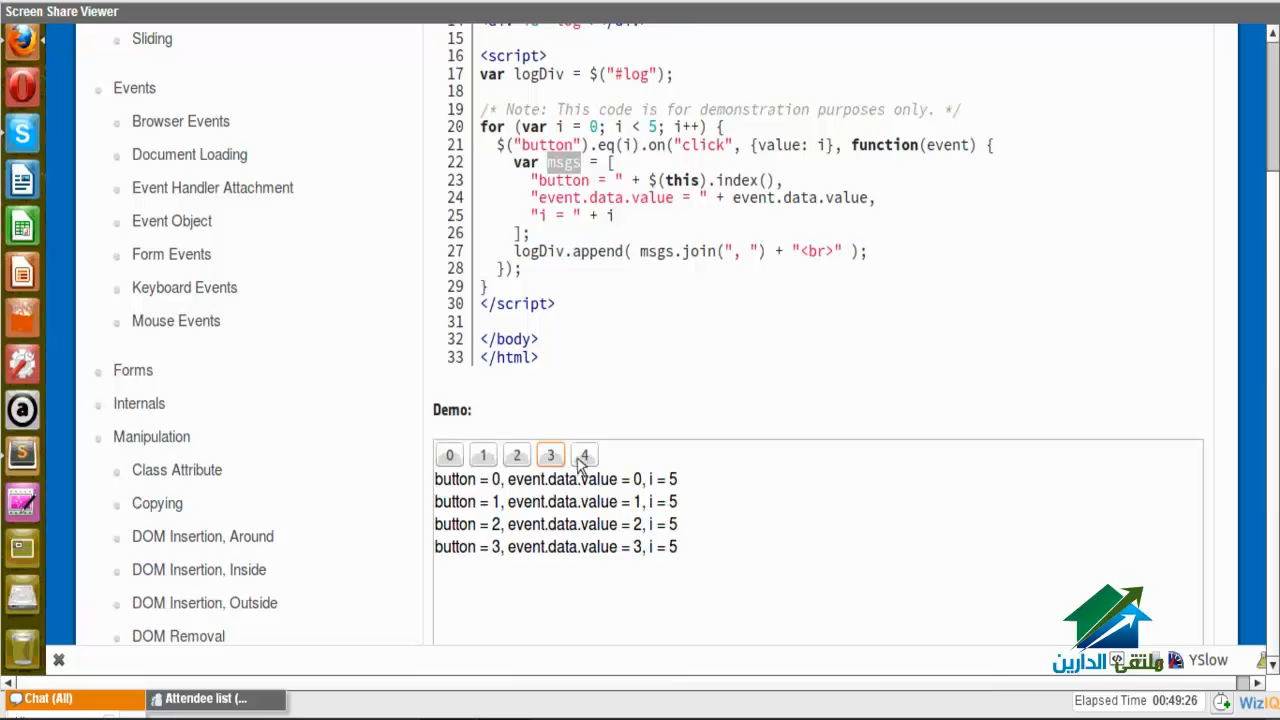 Screen Share Viewer
Sliding
Events
Browser Events
Document Loading
Event Handler Attachment
Event Object
Form Events
Keyboard Events
Mouse Events
Forms
Internals
Manipulation
Class Attribute
Copying
DOM Insertion, Around
DOM Insertion, Inside
DOM Insertion, Outside
DOM Removal
15
16 <script>
17 var logDiv = $("#log");
18
19 /* Note: This code is for demonstration purposes only. */
20 for (var i = 0; i < 5; i++) {
21 $("button").eq(i).on("click", {value: i}, function(event) {
22 var msgs = [
23 "button = " + $(this).index(),
24 "event.data.value = " + event.data.value,
25 "i = " + i
26 ];
27 logDiv.append( msgs.join(", ") + "<br>" );
28 });
29 }
30 </script>
31
32 </body>
33 </html>
Demo:
0 1 2 3 4
button = 0, event.data.value = 0, i = 5
button = 1, event.data.value = 1, i = 5
button = 2, event.data.value = 2, i = 5
button = 3, event.data.value = 3, i = 5
ملتقى الدارين
YSlow
Chat (All)
Attendee list (...
Elapsed Time 00:49:26
WizIQ